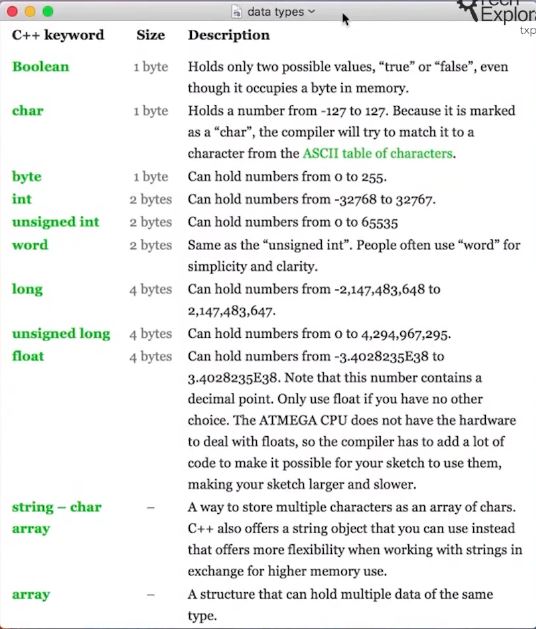 data types
Tech
Explora
txp
C++ keyword Size Description
Boolean 1 byte Holds only two possible values, “true” or “false”, even
though it occupies a byte in memory.
char 1 byte Holds a number from -127 to 127. Because it is marked
as a “char”, the compiler will try to match it to a
character from the ASCII table of characters.
byte 1 byte Can hold numbers from 0 to 255.
int 2 bytes Can hold numbers from -32768 to 32767.
unsigned int 2 bytes Can hold numbers from 0 to 65535
word 2 bytes Same as the “unsigned int”. People often use “word” for
simplicity and clarity.
long 4 bytes Can hold numbers from -2,147,483,648 to
2,147,483,647.
unsigned long 4 bytes Can hold numbers from 0 to 4,294,967,295.
float 4 bytes Can hold numbers from -3.4028235E38 to
3.4028235E38. Note that this number contains a
decimal point. Only use float if you have no other
choice. The ATMEGA CPU does not have the hardware
to deal with floats, so the compiler has to add a lot of
code to make it possible for your sketch to use them,
making your sketch larger and slower.
string – char – A way to store multiple characters as an array of chars.
array C++ also offers a string object that you can use instead
that offers more flexibility when working with strings in
exchange for higher memory use.
array – A structure that can hold multiple data of the same
type.